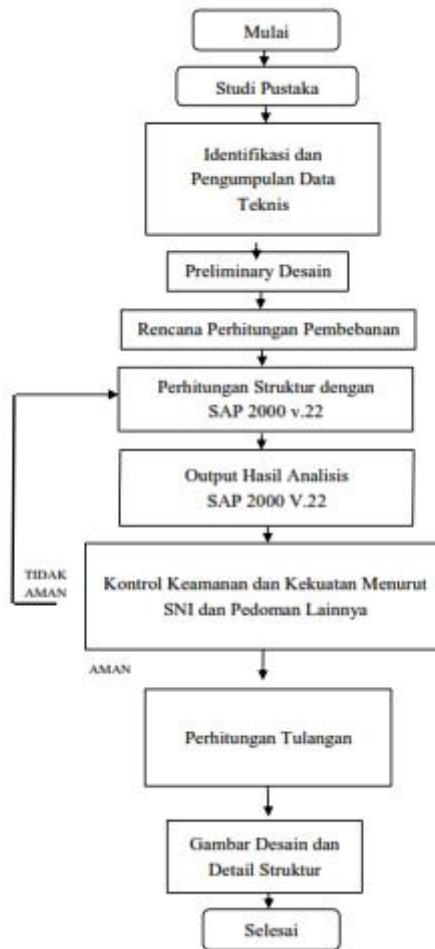 Mulai
Studi Pustaka
Identifikasi dan
Pengumpulan Data
Teknis
Preliminary Desain
Rencana Perhitungan Pembebanan
Perhitungan Struktur dengan
SAP 2000 v.22
Output Hasil Analisis
SAP 2000 V.22
TIDAK
AMAN
Kontrol Keamanan dan Kekuatan Menurut
SNI dan Pedoman Lainnya
AMAN
Perhitungan Tulangan
Gambar Desain dan
Detail Struktur
Selesai